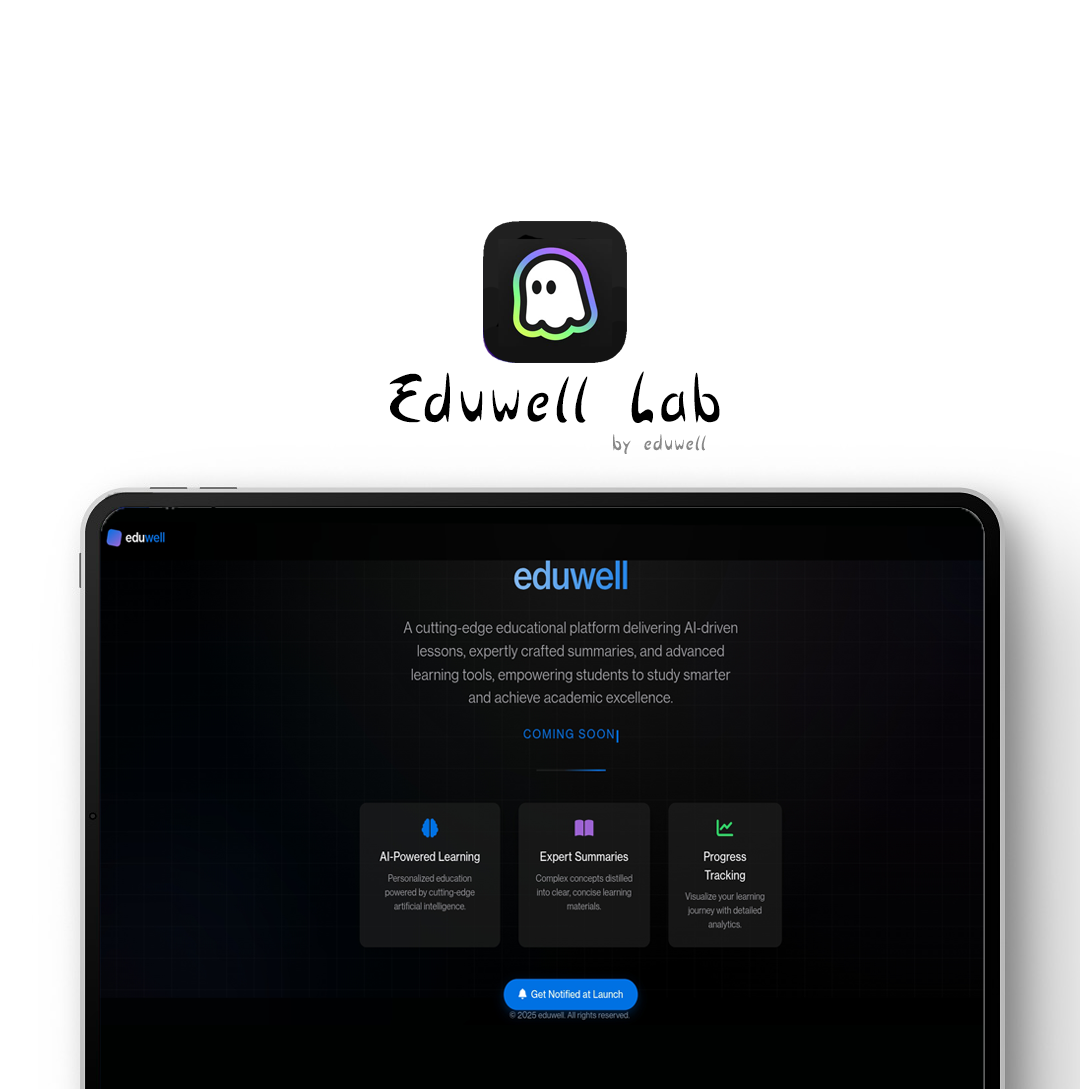 Eduwell Lab
by eduwell
eduwell
eduwell
A cutting-edge educational platform delivering AI-driven
lessons, expertly crafted summaries, and advanced
learning tools, empowering students to study smarter
and achieve academic excellence.
COMING SOON
AI-Powered Learning
Personalized education
powered by cutting-edge
artificial intelligence.
Expert Summaries
Complex concepts distilled
into clear, concise learning
materials.
Progress
Tracking
Visualize your learning
journey with detailed
analytics.
Get Notified at Launch
© 2025 eduwell. All rights reserved.